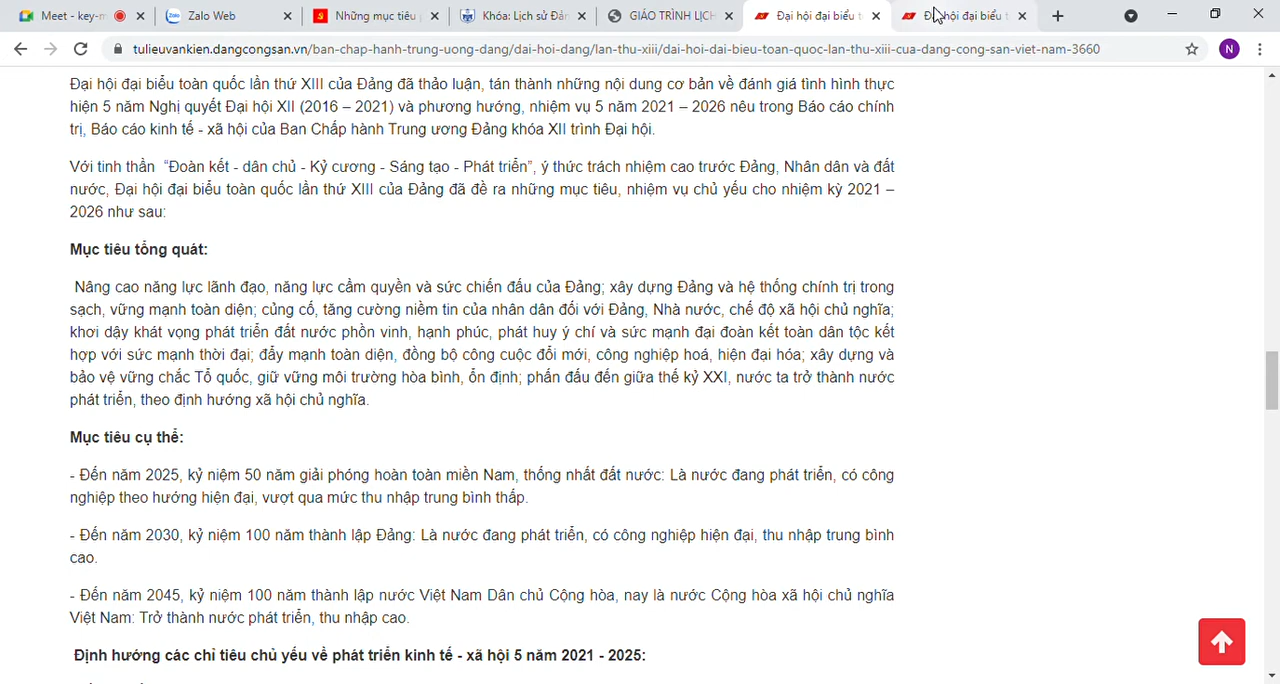 Meet - key-m
Zalo Web
Những mục tiêu
Khóa: Lịch sử Đản
GIÁO TRÌNH LỊCH
Đại hội đại biểu t
hội đại biểu t
tulieuvankien.dangcongsan.vn/ban-chap-hanh-trung-uong-dang/dai-hoi-dang/lan-thu-xiii/dai-hoi-dai-bieu-toan-quoc-lan-thu-xiii-cua-dang-cong-san-viet-nam-3660
N
Đại hội đại biểu toàn quốc lần thứ XIII của Đảng đã thảo luận, tán thành những nội dung cơ bản về đánh giá tình hình thực
hiện 5 năm Nghị quyết Đại hội XII (2016 – 2021) và phương hướng, nhiệm vụ 5 năm 2021 – 2026 nêu trong Báo cáo chính
trị, Báo cáo kinh tế - xã hội của Ban Chấp hành Trung ương Đảng khóa XII trình Đại hội.
Với tinh thần “Đoàn kết - dân chủ - Kỷ cương - Sáng tạo - Phát triển”, ý thức trách nhiệm cao trước Đảng, Nhân dân và đất
nước, Đại hội đại biểu toàn quốc lần thứ XIII của Đảng đã đề ra những mục tiêu, nhiệm vụ chủ yếu cho nhiệm kỳ 2021 –
2026 như sau:
Mục tiêu tổng quát:
Nâng cao năng lực lãnh đạo, năng lực cầm quyền và sức chiến đấu của Đảng; xây dựng Đảng và hệ thống chính trị trong
sạch, vững mạnh toàn diện; củng cố, tăng cường niềm tin của nhân dân đối với Đảng, Nhà nước, chế độ xã hội chủ nghĩa;
khơi dậy khát vọng phát triển đất nước phồn vinh, hạnh phúc, phát huy ý chí và sức mạnh đại đoàn kết toàn dân tộc kết
hợp với sức mạnh thời đại; đẩy mạnh toàn diện, đồng bộ công cuộc đổi mới, công nghiệp hoá, hiện đại hóa; xây dựng và
bảo vệ vững chắc Tổ quốc, giữ vững môi trường hòa bình, ổn định; phấn đấu đến giữa thế kỷ XXI, nước ta trở thành nước
phát triển, theo định hướng xã hội chủ nghĩa.
Mục tiêu cụ thể:
- Đến năm 2025, kỷ niệm 50 năm giải phóng hoàn toàn miền Nam, thống nhất đất nước: Là nước đang phát triển, có công
nghiệp theo hướng hiện đại, vượt qua mức thu nhập trung bình thấp.
- Đến năm 2030, kỷ niệm 100 năm thành lập Đảng: Là nước đang phát triển, có công nghiệp hiện đại, thu nhập trung bình
cao.
- Đến năm 2045, kỷ niệm 100 năm thành lập nước Việt Nam Dân chủ Cộng hòa, nay là nước Cộng hòa xã hội chủ nghĩa
Việt Nam: Trở thành nước phát triển, thu nhập cao.
Định hướng các chỉ tiêu chủ yếu về phát triển kinh tế - xã hội 5 năm 2021 - 2025: